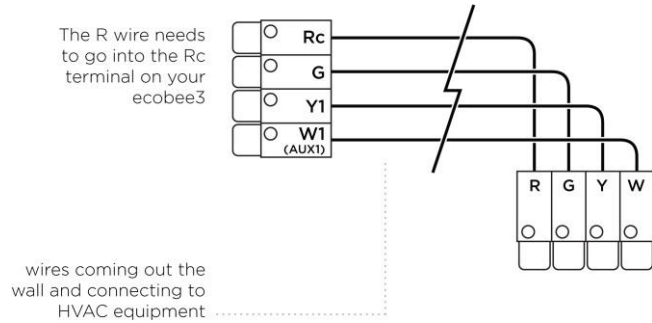 The R wire needs
to go into the Rc
terminal on your
ecobee3
Rc
G
Y1
W1
(AUX1)
R G Y W
wires coming out the
wall and connecting to
HVAC equipment